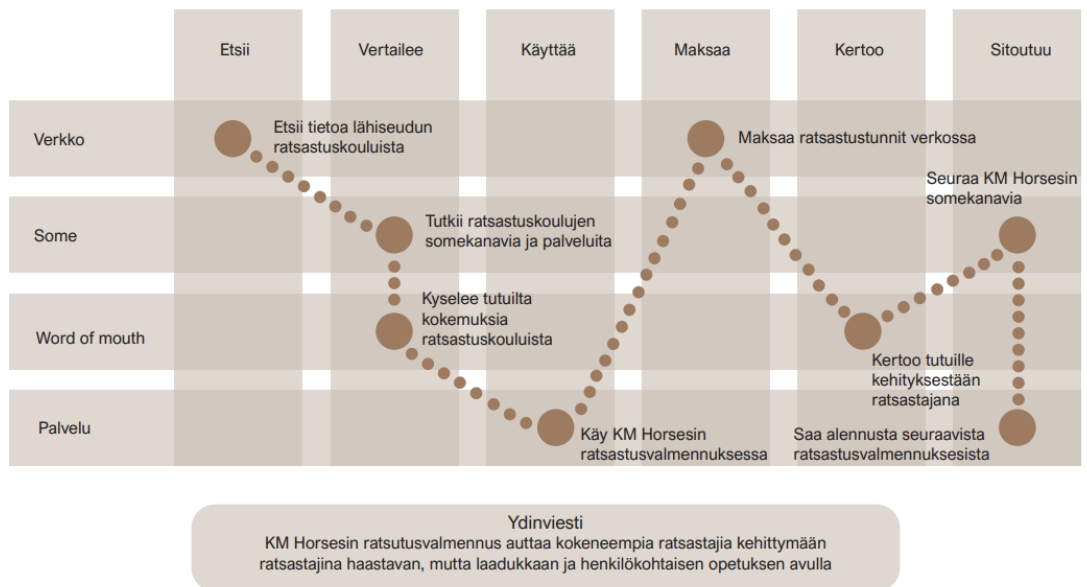 Etsii
Vertailee
Käyttää
Maksaa
Kertoo
Sitoutuu
Verkko
Etsii tietoa lähiseudun
ratsastuskouluista
Maksaa ratsastustunnit verkossa
Seuraa KM Horsesin
somekanavia
Some
Tutkii ratsastuskoulujen
somekanavia ja palveluita
Word of mouth
Kyselee tutuilta
kokemuksia
ratsastuskouluista
Kertoo tutuille
kehityksestään
ratsastajana
Palvelu
Käy KM Horsesin
ratsastusvalmennuksessa
Saa alennusta seuraavista
ratsastusvalmennuksesista
Ydinviesti
KM Horsesin ratsutusvalmennus auttaa kokeneempia ratsastajia kehittymään
ratsastajina haastavan, mutta laadukkaan ja henkilökohtaisen opetuksen avulla